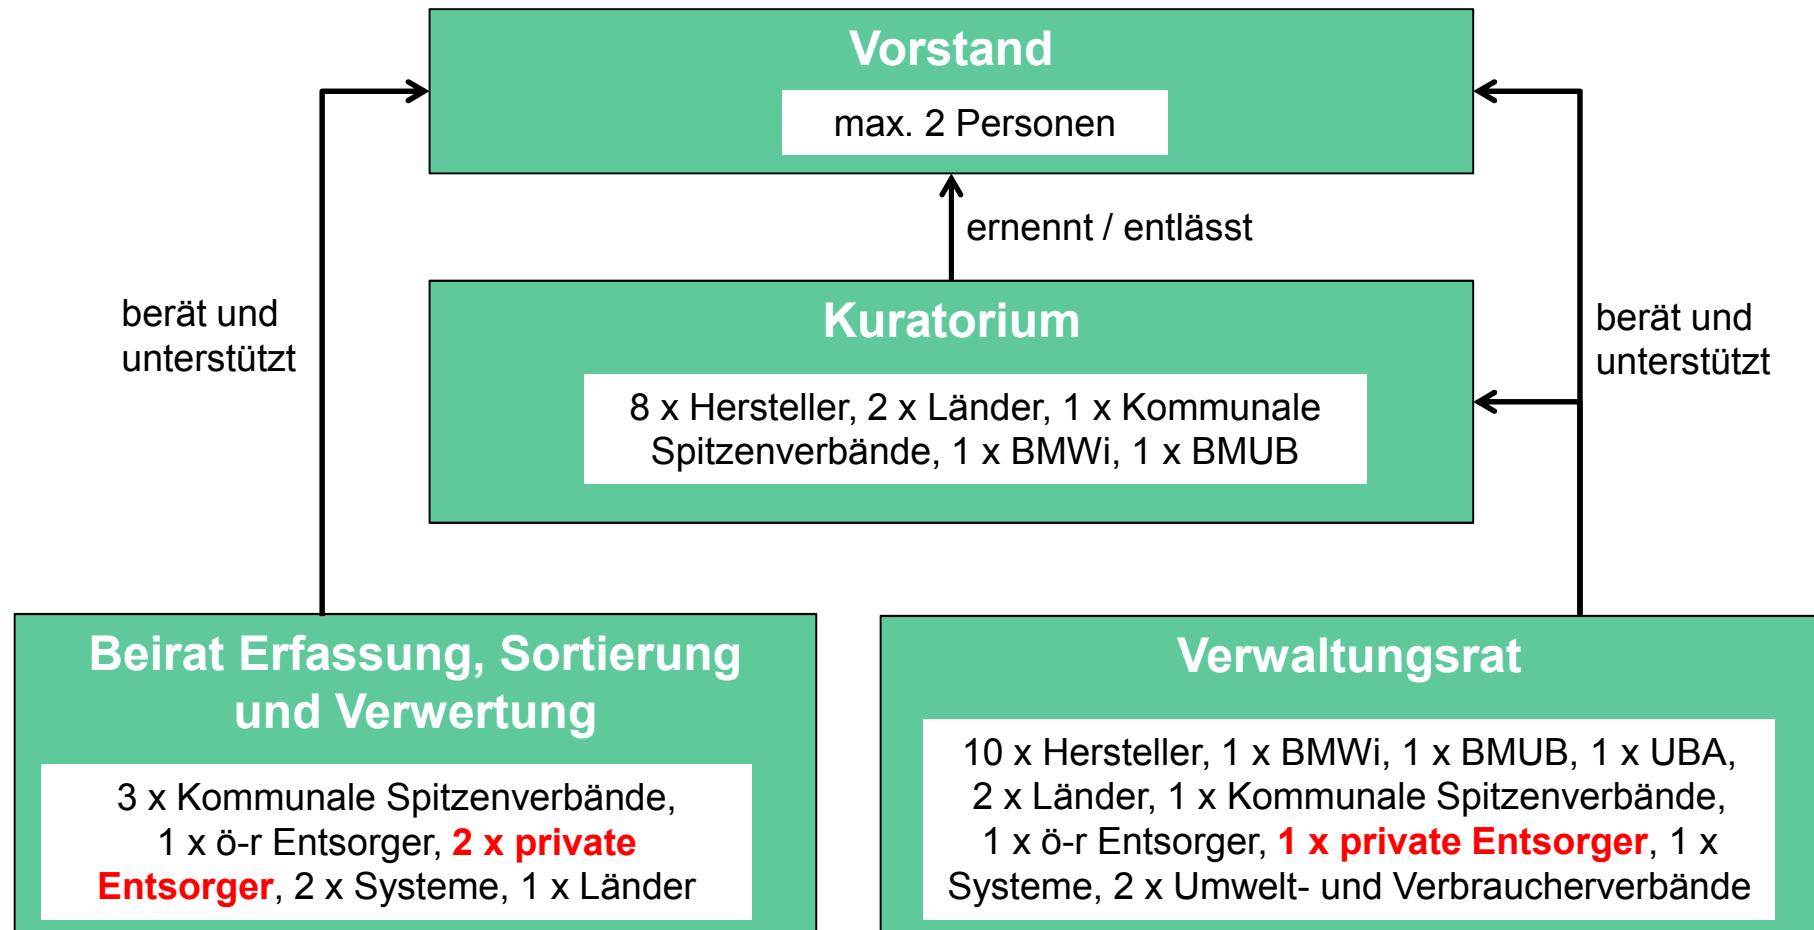 Vorstand
max. 2 Personen
ernennt / entlässt
berät und
unterstützt
Kuratorium
8 x Hersteller, 2 x Länder, 1 x Kommunale
Spitzenverbände, 1 x BMWi, 1 x BMUB
berät und
unterstützt
Beirat Erfassung, Sortierung
und Verwertung
3 x Kommunale Spitzenverbände,
1 x ö-r Entsorger, 2 x private
Entsorger, 2 x Systeme, 1 x Länder
Verwaltungsrat
10 x Hersteller, 1 x BMWi, 1 x BMUB, 1 x UBA,
2 x Länder, 1 x Kommunale Spitzenverbände,
1 x ö-r Entsorger, 1 x private Entsorger, 1 x
Systeme, 2 x Umwelt- und Verbraucherverbände